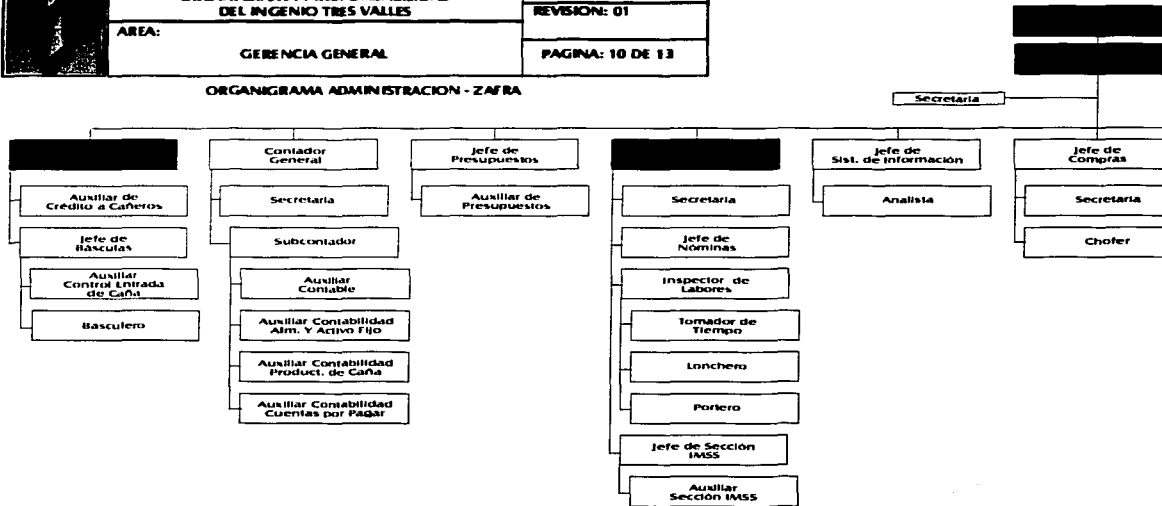 DEL INGENIO TRES VALLES
REVISION: 01
AREA:
GERENCIA GENERAL
PAGINA: 10 DE 13
ORGANIGRAMA ADMINISTRACION - ZAFRA
Secretaria
Contador
General
Jefe de
Presupuestos
Jefe de
Sist. de Información
Jefe de
Compras
Auxiliar de
Crédito a Cañeros
Secretaria
Auxiliar de
Presupuestos
Secretaria
Analista
Secretaria
Jefe de
Básculas
Subcontador
Jefe de
Nóminas
Chofer
Auxiliar
Control Entrada
de Caña
Auxiliar
Contable
Inspector de
Labores
Basculero
Auxiliar Contabilidad
Alm. Y Activo Fijo
Tomador de
Tiempo
Auxiliar Contabilidad
Product. de Caña
Lonchero
Auxiliar Contabilidad
Cuentas por Pagar
Portero
Jefe de Sección
IMSS
Auxiliar
Sección IMSS